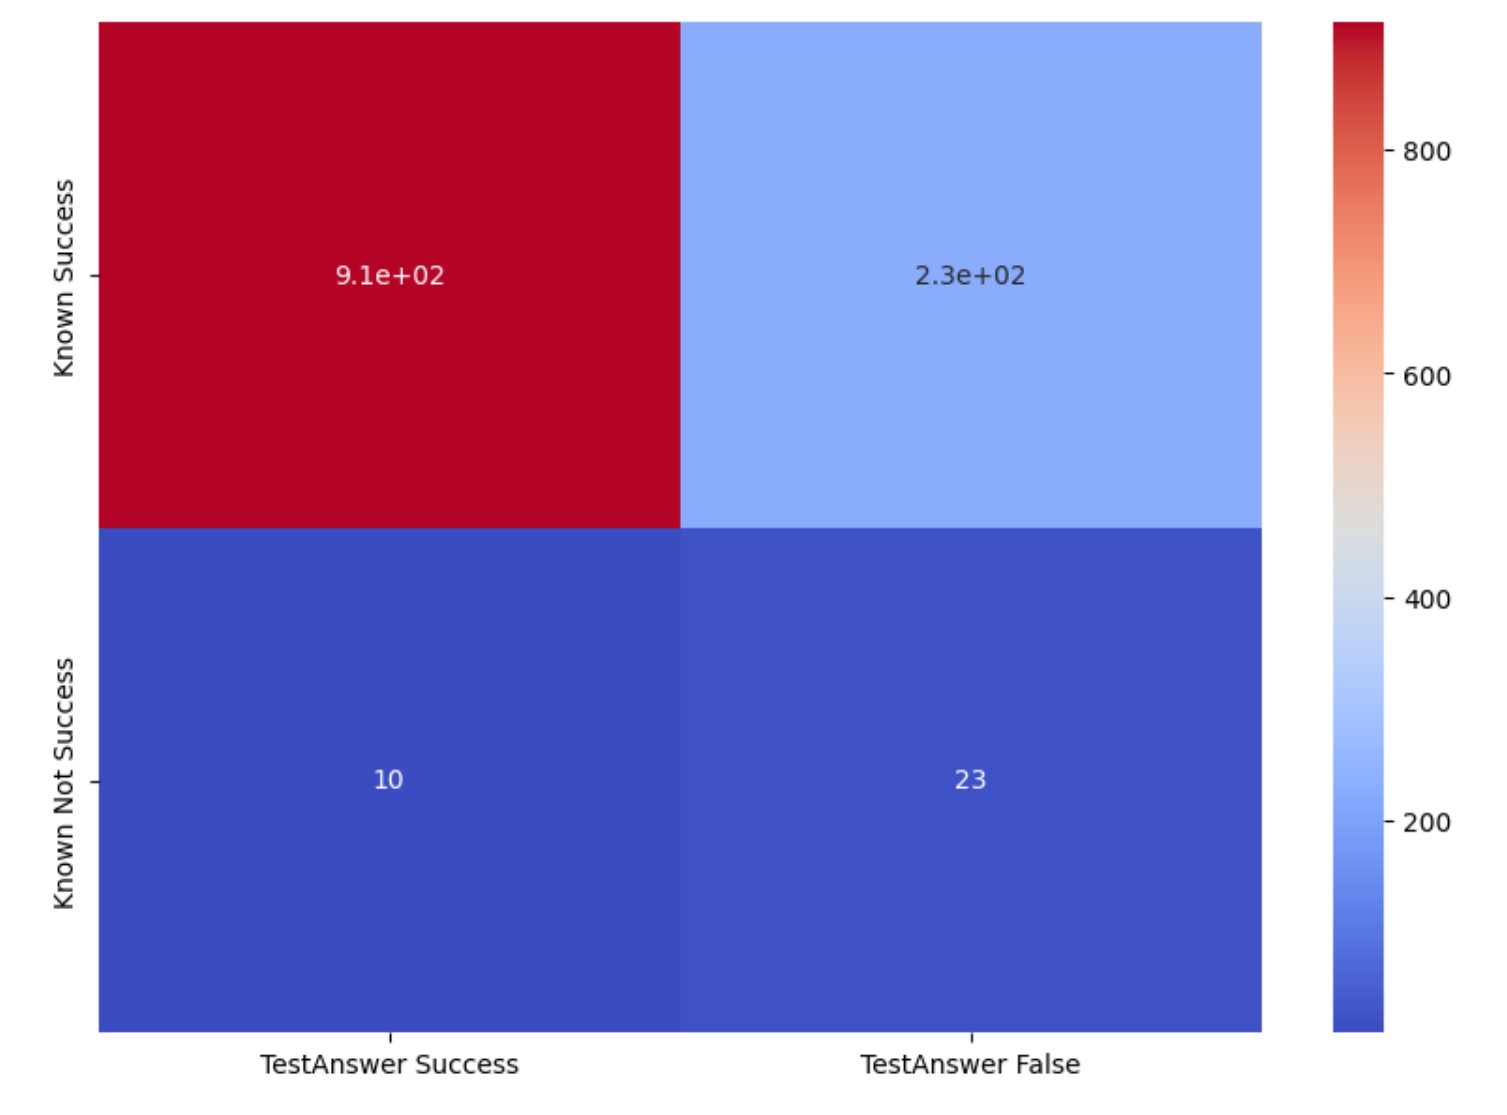 Known Success
9.1e+02
2.3e+02
Known Not Success
10
23
TestAnswer Success
TestAnswer False
800
600
400
200